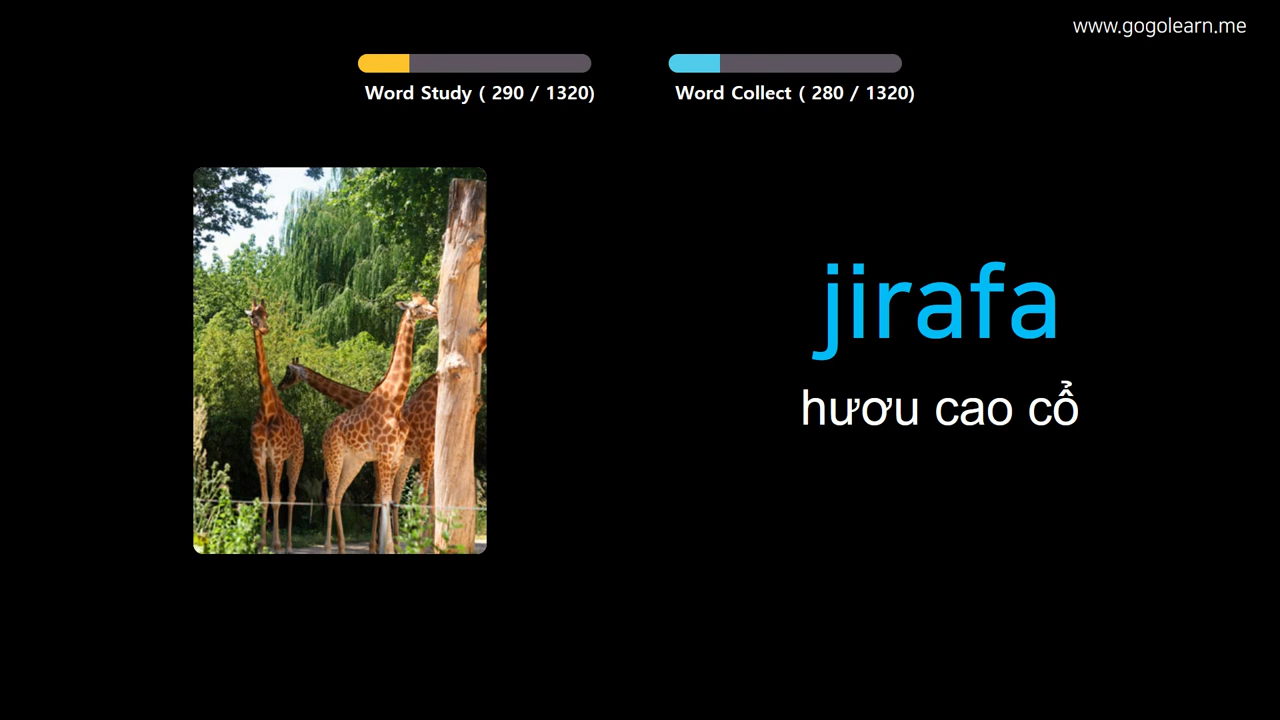 www.gogolearn.me
Word Study ( 290 / 1320)
Word Collect ( 280 / 1320)
jirafa
hươu cao cổ